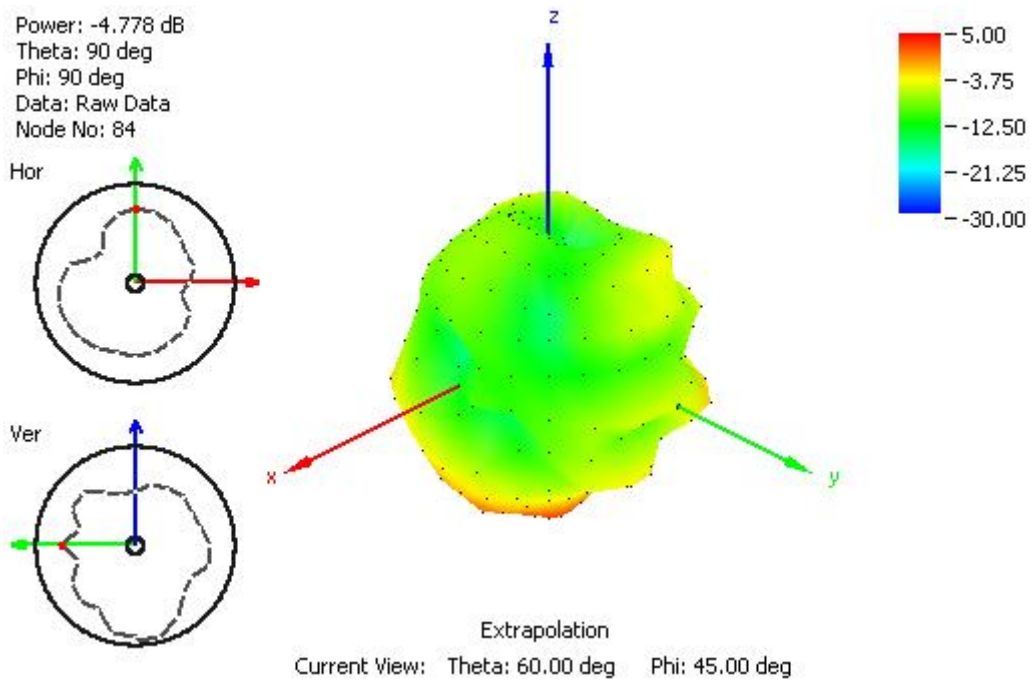 Power: -4.778 dB
Theta: 90 deg
Phi: 90 deg
Data: Raw Data
Node No: 84
Hor
Ver
z
x
y
5.00
-3.75
-12.50
-21.25
-30.00
Extrapolation
Current View: Theta: 60.00 deg Phi: 45.00 deg